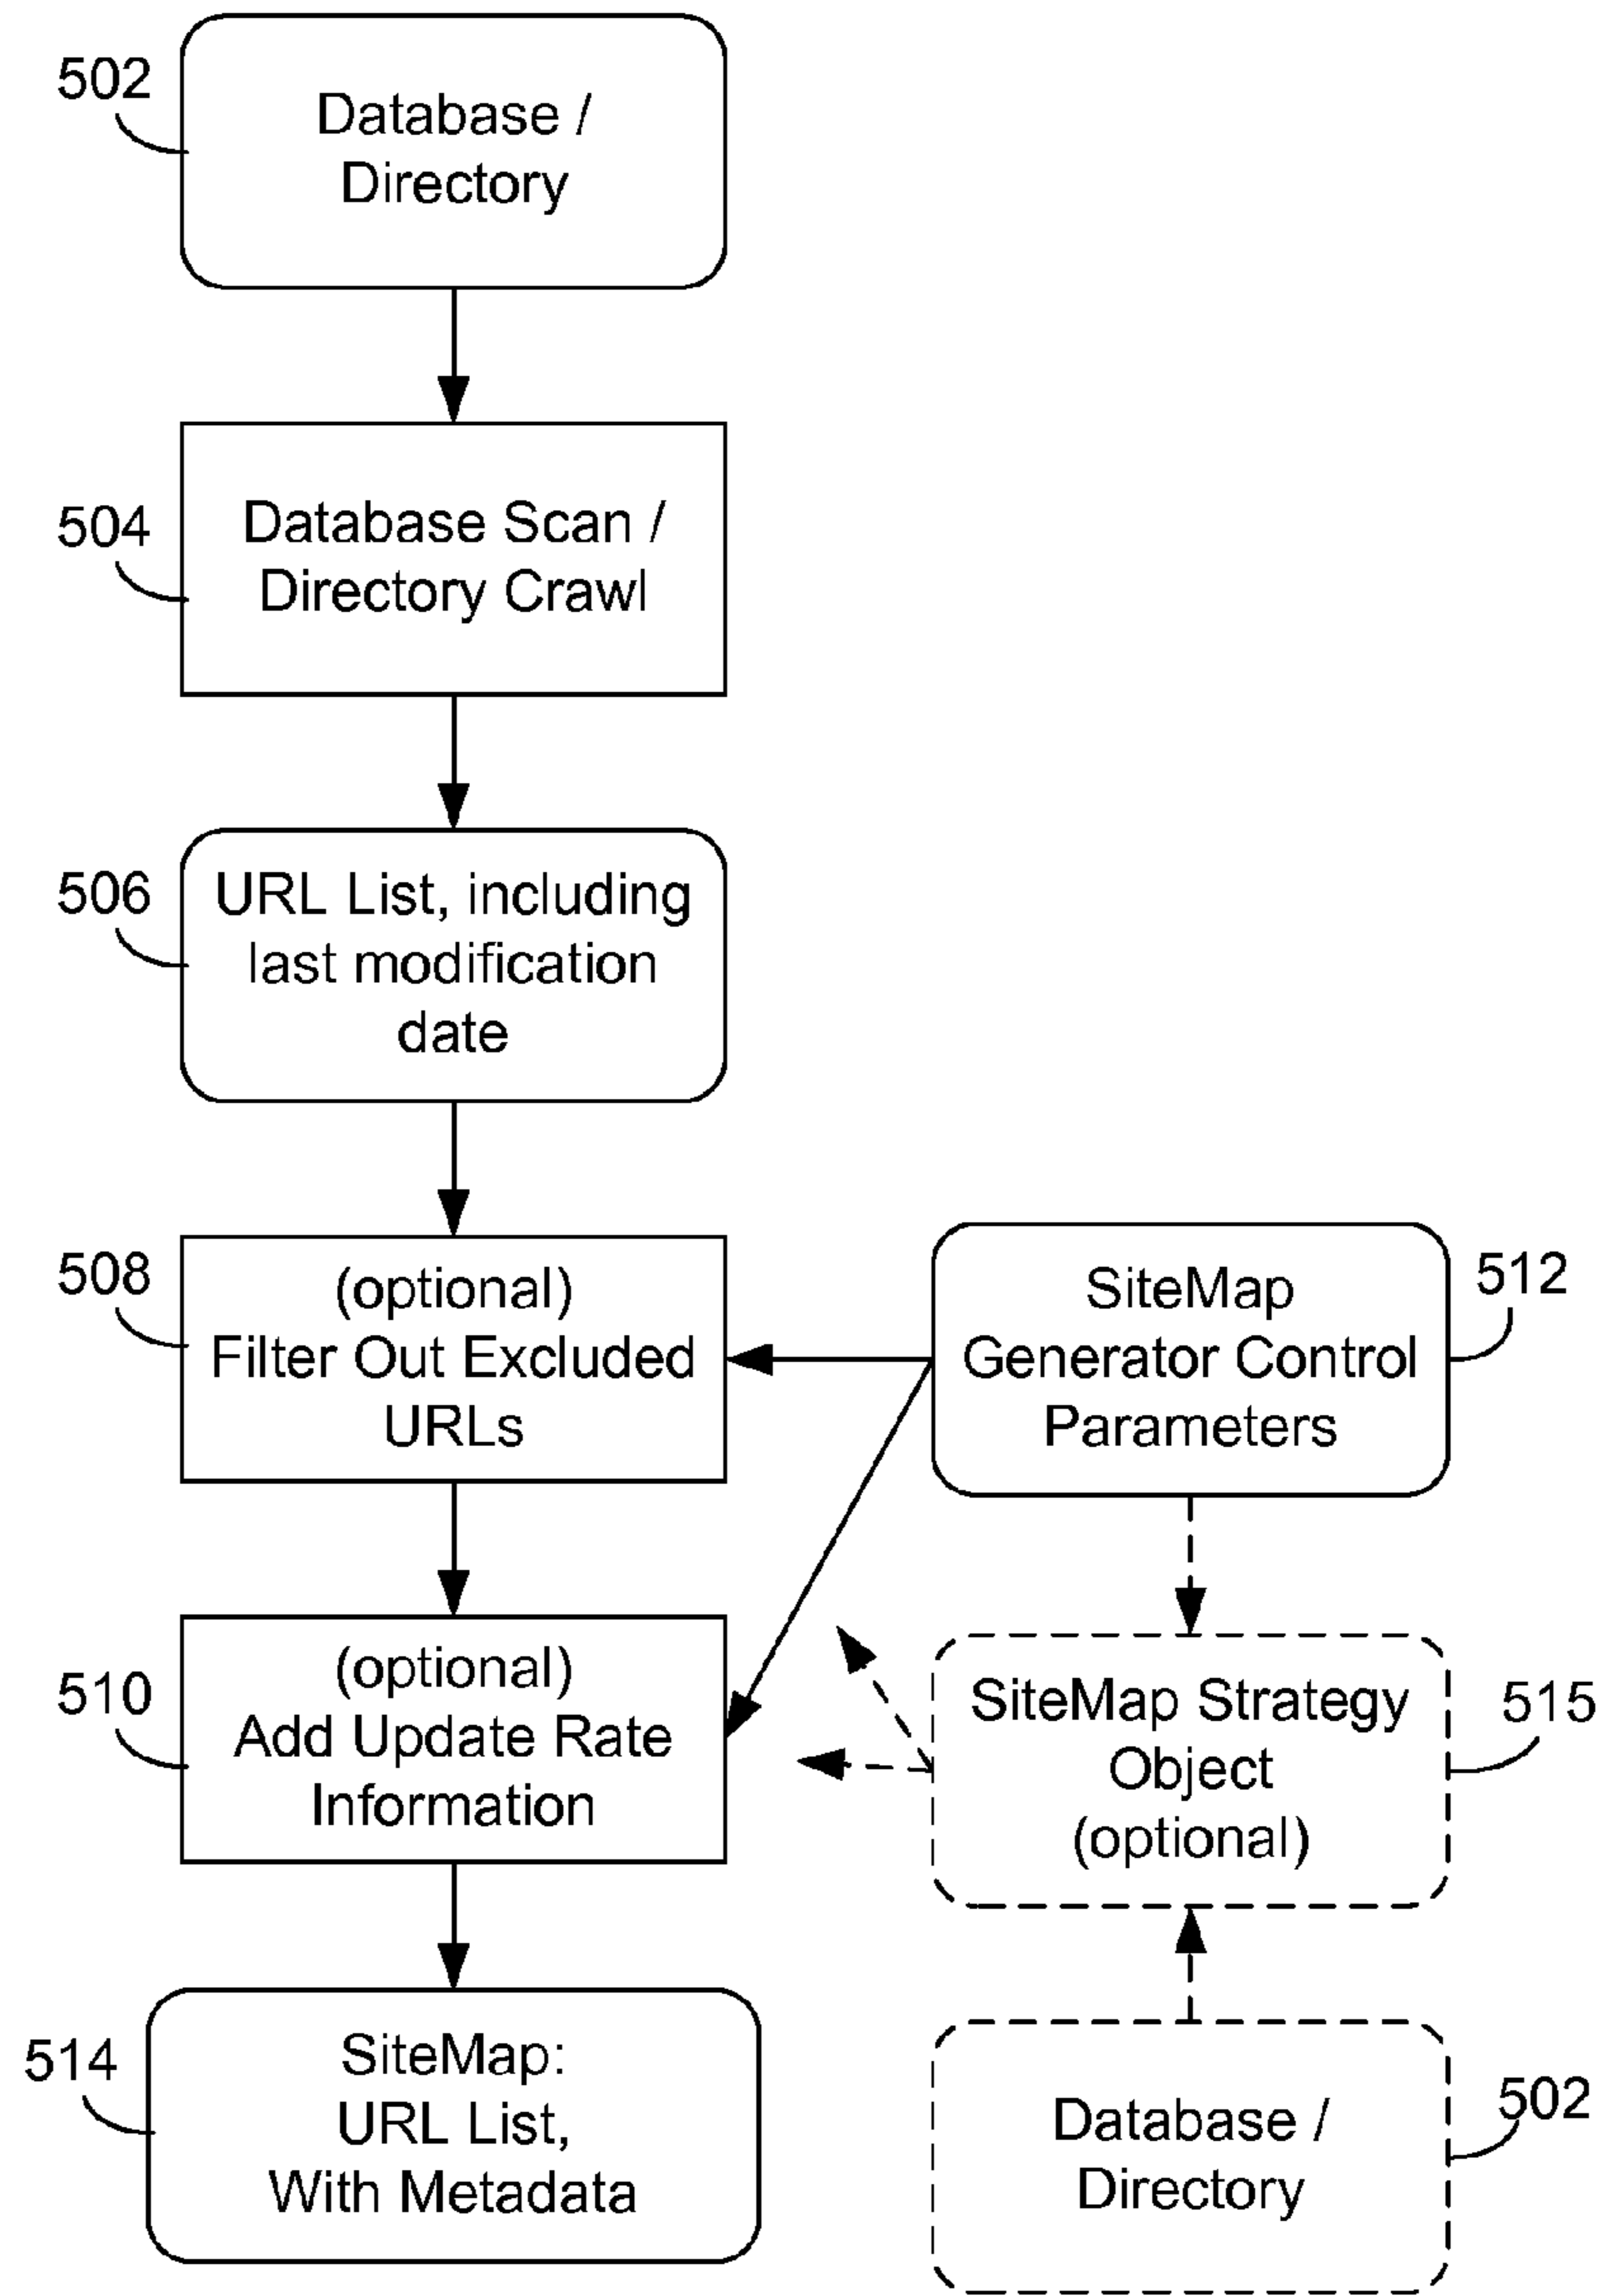 502
Database /
Directory
504
Database Scan /
Directory Crawl
506
URL List, including
last modification
date
508
(optional)
Filter Out Excluded
URLs
512
SiteMap
Generator Control
Parameters
510
(optional)
Add Update Rate
Information
515
SiteMap Strategy
Object
(optional)
514
SiteMap:
URL List,
With Metadata
502
Database /
Directory